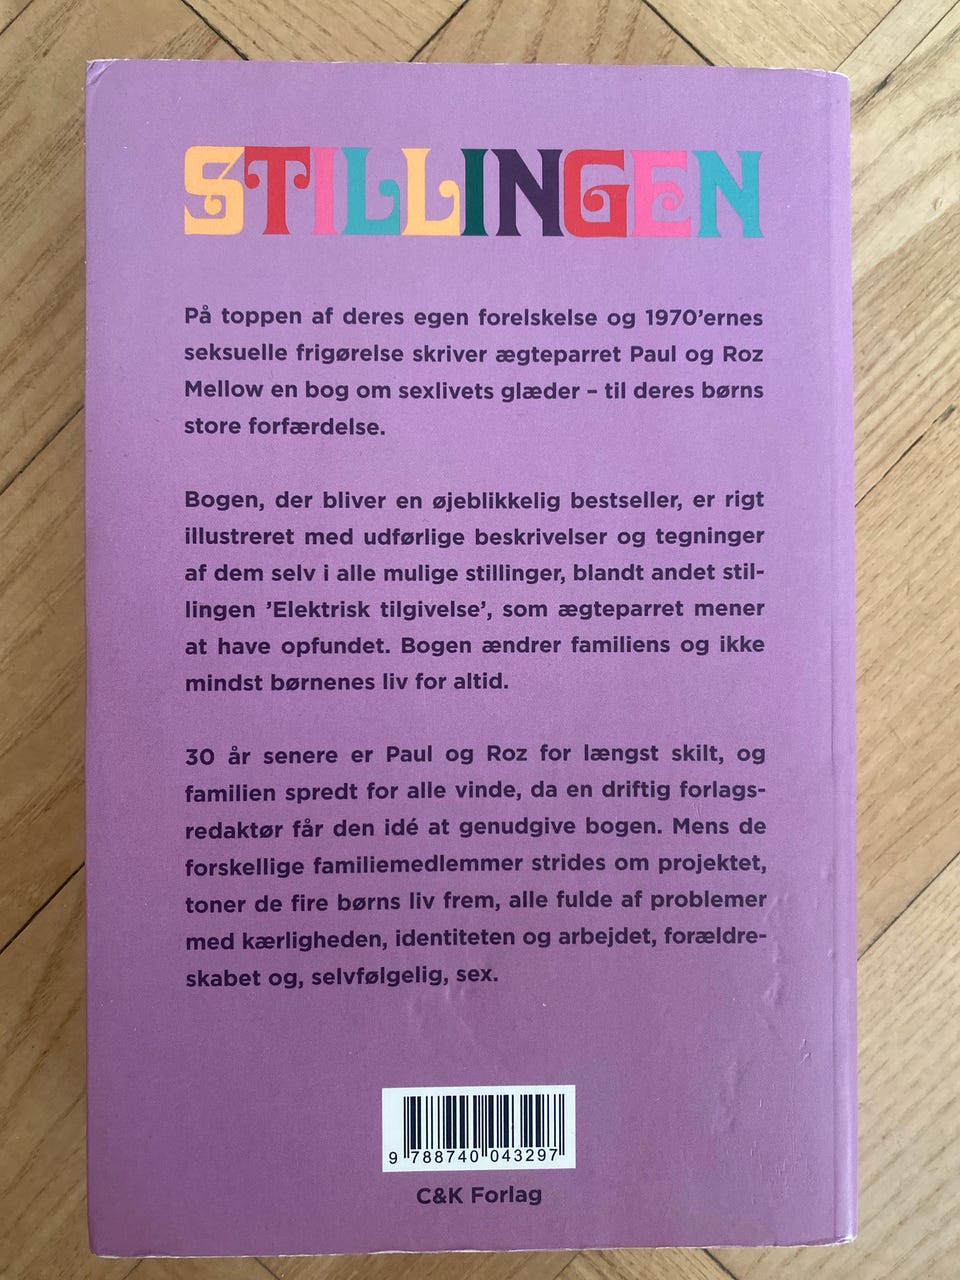 STILLINGEN
På toppen af deres egen forelskelse og 1970’ernes
seksuelle frigørelse skriver ægteparret Paul og Roz
Mellow en bog om sexlivets glæder – til deres børns
store forfærdelse.
Bogen, der bliver en øjeblikkelig bestseller, er rigt
illustreret med udførlige beskrivelser og tegninger
af dem selv i alle mulige stillinger, blandt andet stil-
lingen ’Elektrisk tilgivelse’, som ægteparret mener
at have opfundet. Bogen ændrer familiens og ikke
mindst børnenes liv for altid.
30 år senere er Paul og Roz for længst skilt, og
familien spredt for alle vinde, da en driftig forlags-
redaktør får den idé at genudgive bogen. Mens de
forskellige familiemedlemmer strides om projektet,
toner de fire børns liv frem, alle fulde af problemer
med kærligheden, identiteten og arbejdet, forældre-
skabet og, selvfølgelig, sex.
9 788740 043297
C&K Forlag